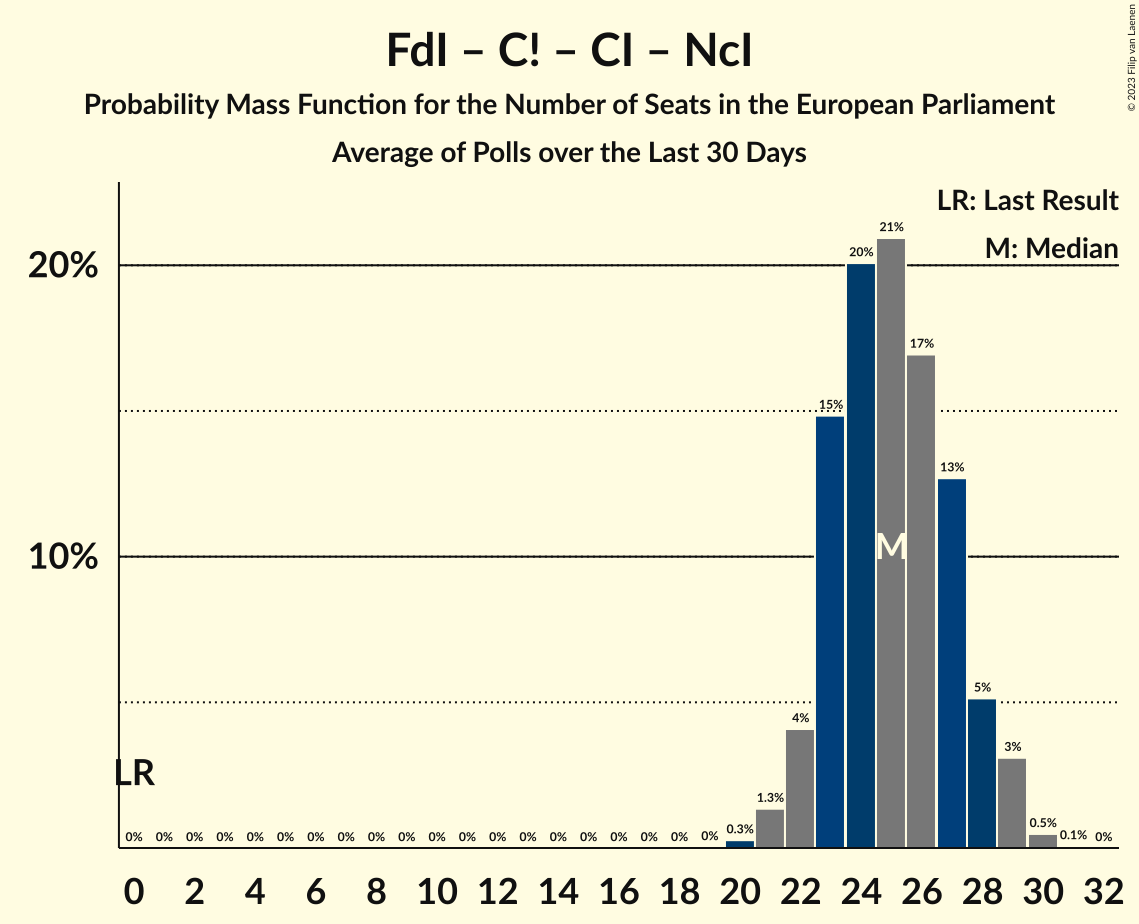 FdI – C! – CI – NcI
Probability Mass Function for the Number of Seats in the European Parliament
Average of Polls over the Last 30 Days
© 2023 Filip van Laenen
LR: Last Result
M: Median
20%
10%
LR
M
0% 0% 0% 0% 0% 0% 0% 0% 0% 0% 0% 0% 0% 0% 0% 0% 0% 0% 0% 0% 0.3% 1.3% 4% 15% 20% 21% 17% 13% 5% 3% 0.5% 0.1% 0%
0 2 4 6 8 10 12 14 16 18 20 22 24 26 28 30 32